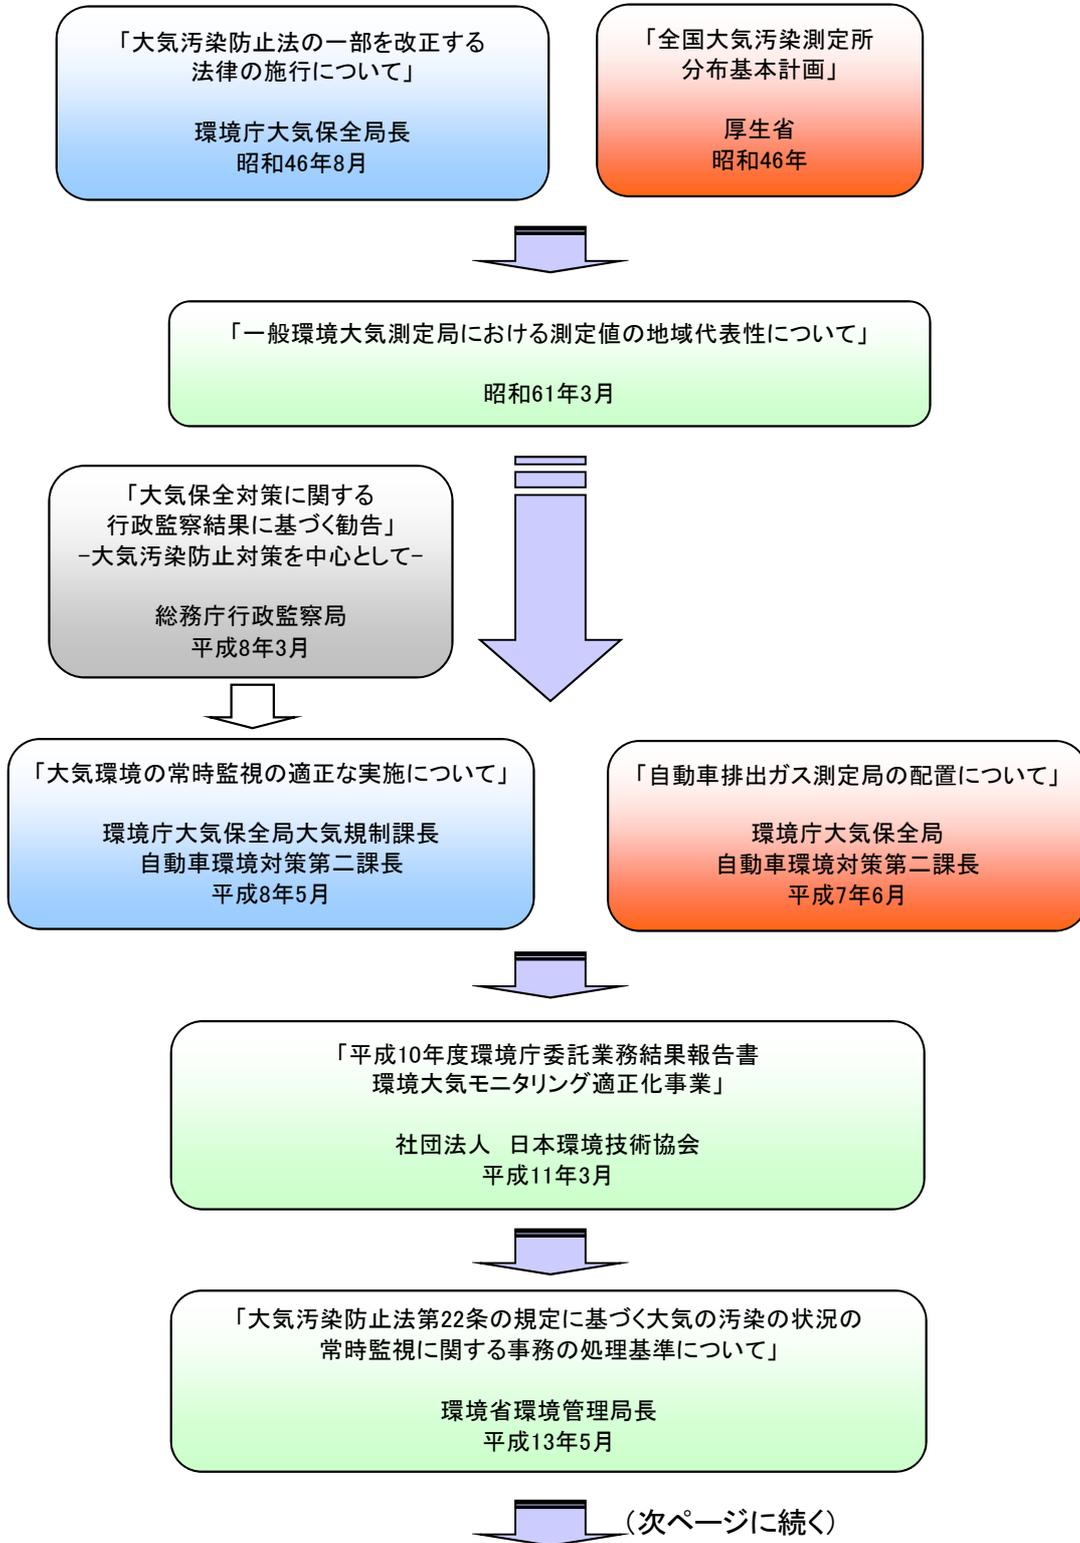 「大気汚染防止法の一部を改正する
法律の施行について」
環境庁大気保全局長
昭和46年8月
「全国大気汚染測定所
分布基本計画」
厚生省
昭和46年
「一般環境大気測定局における測定値の地域代表性について」
昭和61年3月
「大気保全対策に関する
行政監察結果に基づく勧告」
-大気汚染防止対策を中心として-
総務庁行政監察局
平成8年3月
「大気環境の常時監視の適正な実施について」
環境庁大気保全局大気規制課長
自動車環境対策第二課長
平成8年5月
「自動車排出ガス測定局の配置について」
環境庁大気保全局
自動車環境対策第二課長
平成7年6月
「平成10年度環境庁委託業務結果報告書
環境大気モニタリング適正化事業」
社団法人　日本環境技術協会
平成11年3月
「大気汚染防止法第22条の規定に基づく大気の汚染の状況の
常時監視に関する事務の処理基準について」
環境省環境管理局長
平成13年5月
(次ページに続く)